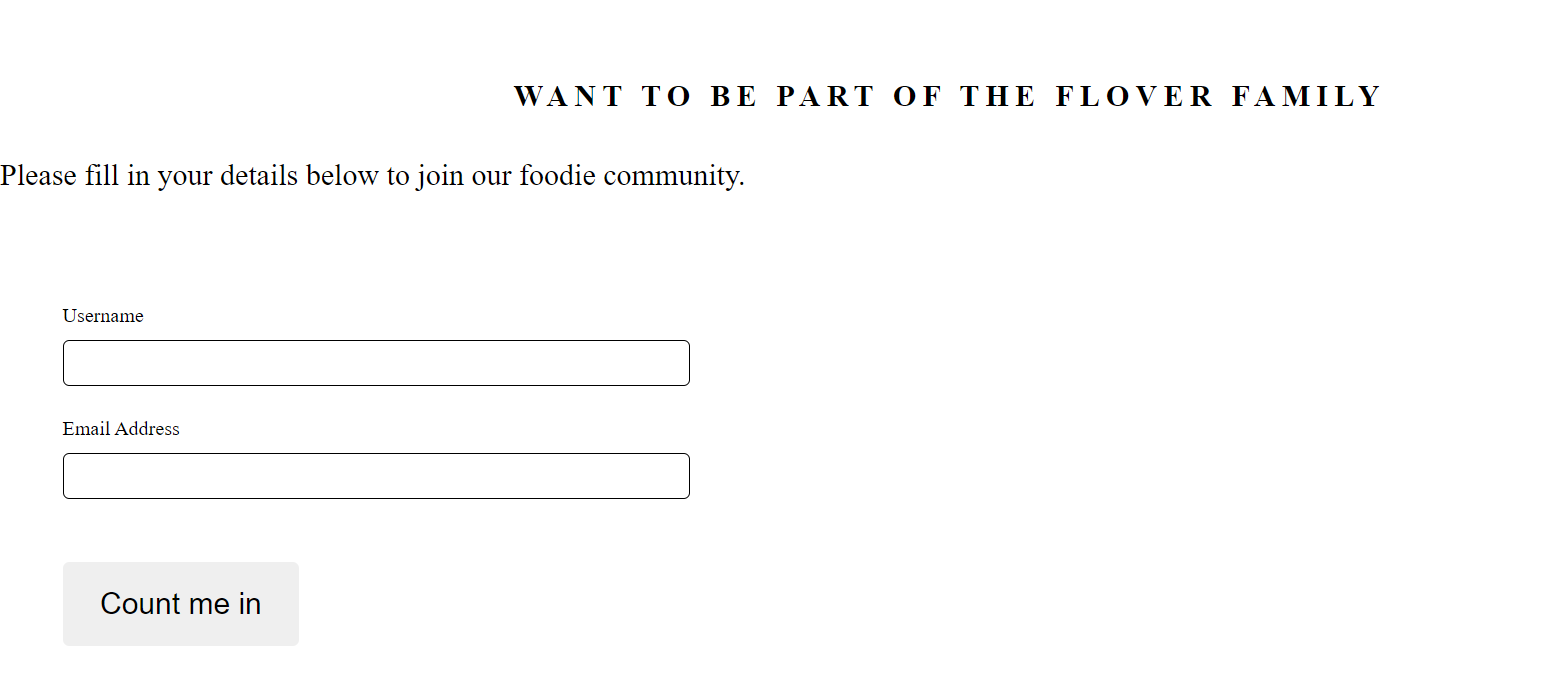 WANT TO BE PART OF THE FLOVER FAMILY
Please fill in your details below to join our foodie community.
Username
Email Address
Count me in